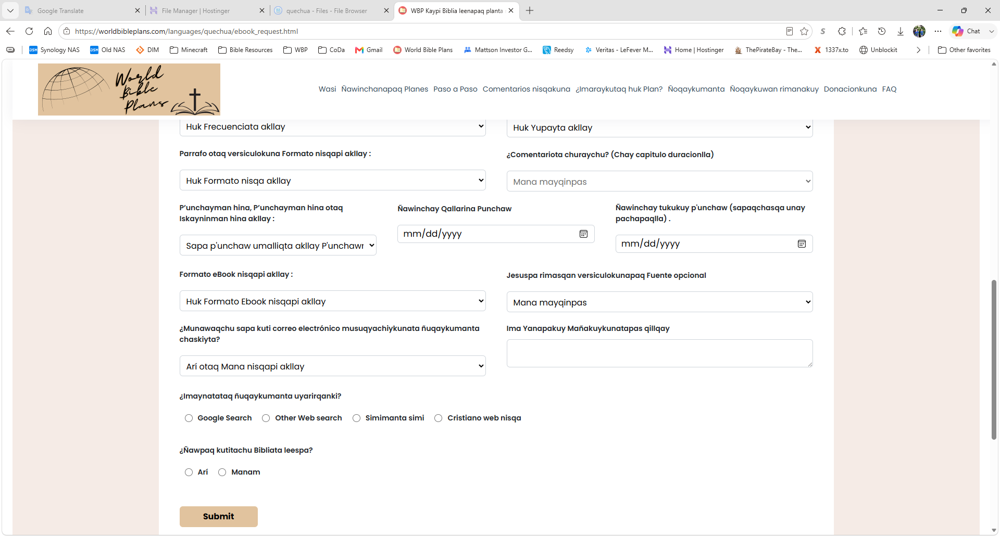 Google Translate
File Manager | Hostinger
quechua - Files - File Browser
WBP Kaypi Biblia leenapaq planta
https://worldbibleplans.com/languages/quechua/ebook_request.html
Chat
Synology NAS
Old NAS
DIM
Minecraft
Bible Resources
WBP
CoDa
Gmail
World Bible Plans
Mattson Investor G...
Reedsy
Veritas - LeFever M...
Home | Hostinger
ThePirateBay - The...
1337x.to
Unblockit
Other favorites
World
Bible
Plans
Wasi Ñawinchanapaq Planes Paso a Paso Comentarios nisqakuna ¿Imaraykutaq huk Plan? Ñoqaykumanta Ñoqaykuwan rimanakuy Donacionkuna FAQ
Huk Frecuenciata akllay
Huk Yupayta akllay
Parrafo otaq versiculokuna Formato nisqapi akllay :
¿Comentariota churaychu? (Chay capitulo duracionlla)
Huk Formato nisqa akllay
Mana mayqinpas
P’unchayman hina, P’unchayman hina otaq
Iskayninman hina akllay :
Ñawinchay Qallarina Punchaw
Ñawinchay tukukuy p'unchaw (sapaqchasqa unay
pachapaqlla) .
Sapa p'unchaw umalliqta akllay P'unchawn
mm/dd/yyyy
mm/dd/yyyy
Formato eBook nisqapi akllay :
Jesuspa rimasqan versiculokunapaq Fuente opcional
Huk Formato Ebook nisqapi akllay
Mana mayqinpas
¿Munawaqchu sapa kuti correo electrónico musuqyachiykunata ñuqaykumanta
chaskiyta?
Ima Yanapakuy Mañakuykunatapas qillqay
Arí otaq Mana nisqapi akllay
¿Imaynatataq ñuqaykumanta uyarirqanki?
Google Search Other Web search Simimanta simi Cristiano web nisqa
¿Ñawpaq kutitachu Bibliata leespa?
Arí Manam
Submit